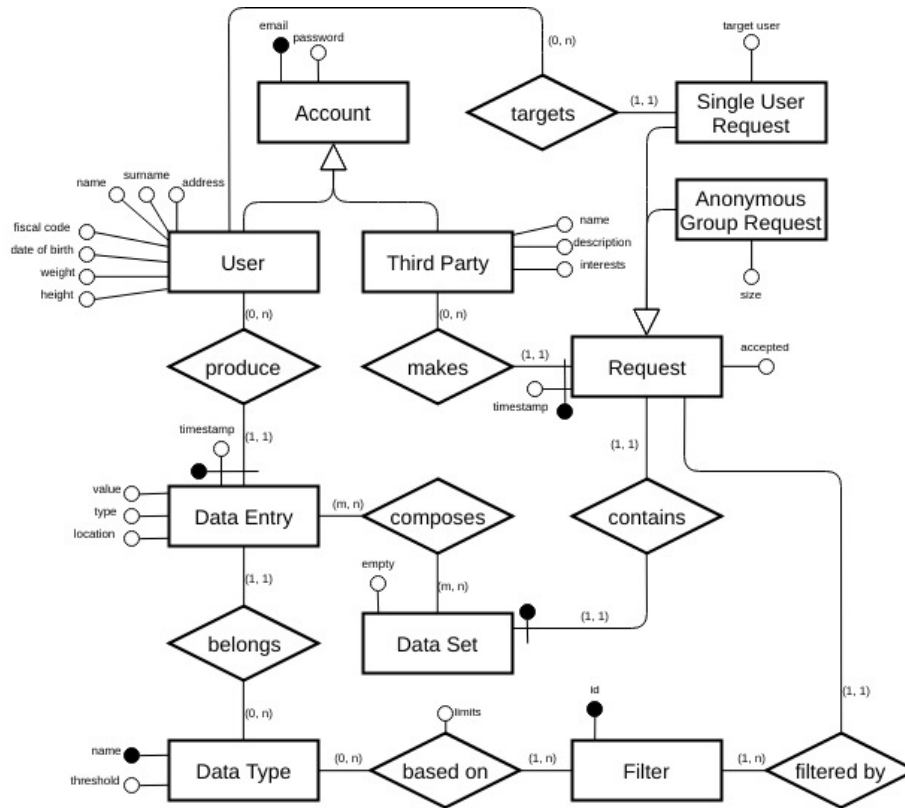 email
password
(0, n)
target user
Account
targets
(1, 1)
Single User
Request
name
surname
address
Anonymous
Group Request
fiscal code
date of birth
weight
height
User
Third Party
name
description
interests
size
(0, n)
(0, n)
produce
makes
(1, 1)
Request
accepted
timestamp
timestamp
(1, 1)
(1, 1)
value
type
location
Data Entry
(m, n)
composes
contains
(1, 1)
empty
(m, n)
belongs
Data Set
(1, 1)
(0, n)
limits
id
(1, 1)
name
threshold
Data Type
(0, n)
based on
(1, n)
Filter
(1, n)
filtered by